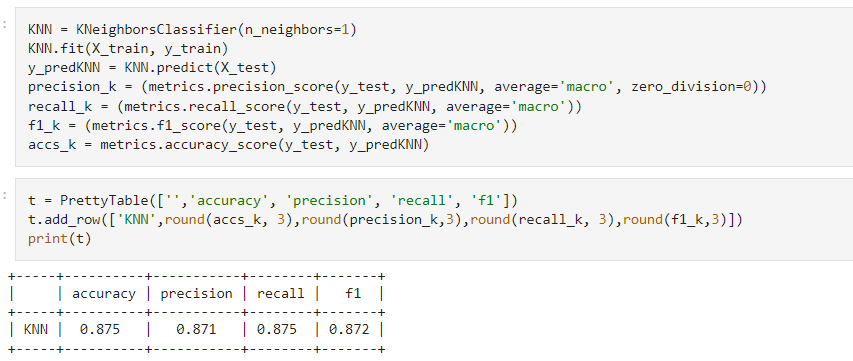 :
KNN = KNeighborsClassifier(n_neighbors=1)
KNN.fit(X_train, y_train)
y_predKNN = KNN.predict(X_test)
precision_k = (metrics.precision_score(y_test, y_predKNN, average='macro', zero_division=0))
recall_k = (metrics.recall_score(y_test, y_predKNN, average='macro'))
f1_k = (metrics.f1_score(y_test, y_predKNN, average='macro'))
accs_k = metrics.accuracy_score(y_test, y_predKNN)
:
t = PrettyTable(['','accuracy', 'precision', 'recall', 'f1'])
t.add_row(['KNN',round(accs_k, 3),round(precision_k,3),round(recall_k, 3),round(f1_k,3)])
print(t)
+-----+----------+-----------+--------+-------+
|     | accuracy | precision | recall |   f1  |
+-----+----------+-----------+--------+-------+
| KNN |  0.875   |   0.871   | 0.875  | 0.872 |
+-----+----------+-----------+--------+-------+